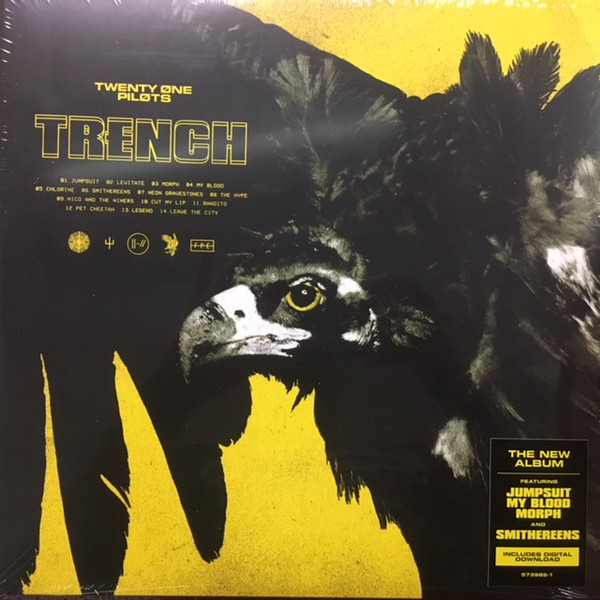 TWENTY ØNE
PILØTS
TRENCH
01 JUMPSUIT 02 LEVITATE 03 MORPH 04 MY BLOOD
05 CHLORINE 06 SMITHEREENS 07 NEON GRAVESTONES 08 THE HYPE
09 NICO AND THE NINERS 10 CUT MY LIP 11 BANDITO
12 PET CHEETAH 13 LEGEND 14 LEAVE THE CITY
||-//
FPE
THE NEW
ALBUM
FEATURING
JUMPSUIT
MY BLOOD
MORPH
AND
SMITHEREENS
INCLUDES DIGITAL
DOWNLOAD
573985-1